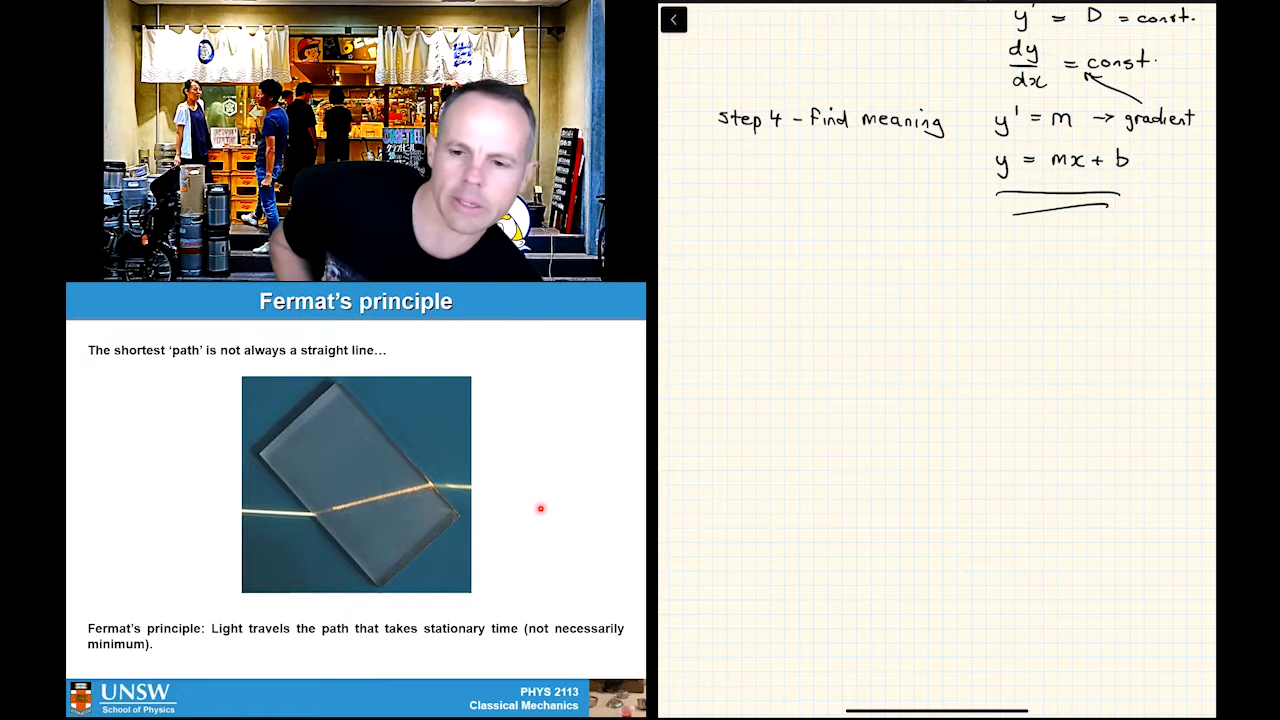 Fermat's principle
The shortest 'path' is not always a straight line…
Fermat's principle: Light travels the path that takes stationary time (not necessarily
minimum).
UNSW
School of Physics
PHYS 2113
Classical Mechanics
y' = D = const.
dy/dx = const.
Step 4 - Find meaning y' = m → gradient
y = mx + b